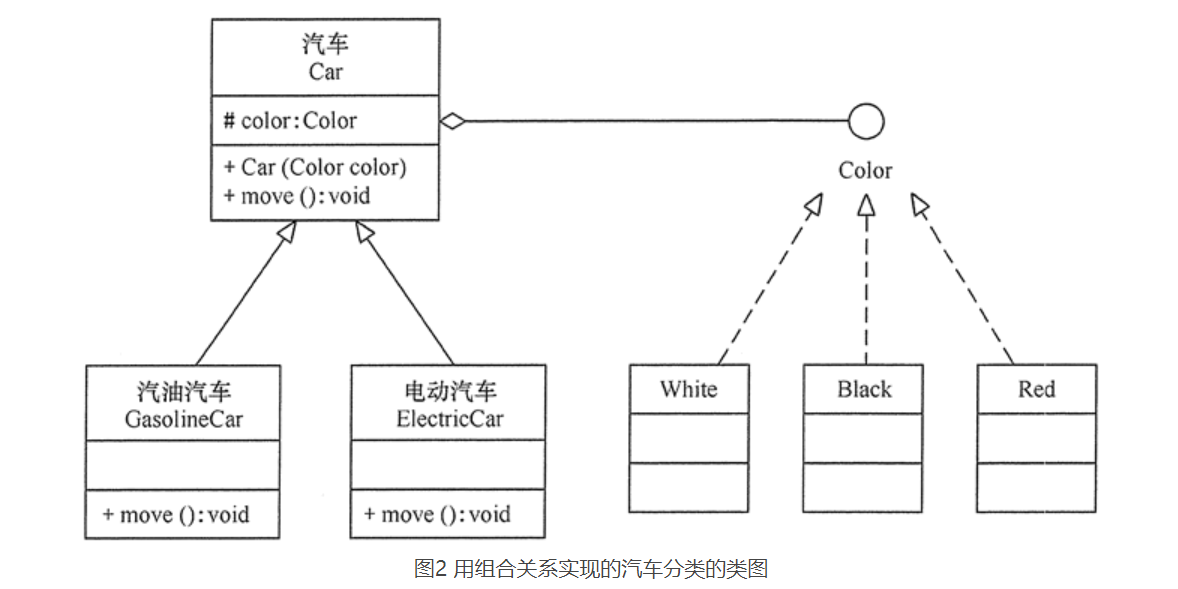 汽车
Car
# color:Color
+ Car (Color color)
+ move ():void
Color
汽油汽车
GasolineCar
+ move ():void
电动汽车
ElectricCar
+ move ():void
White
Black
Red
图2 用组合关系实现的汽车分类的类图